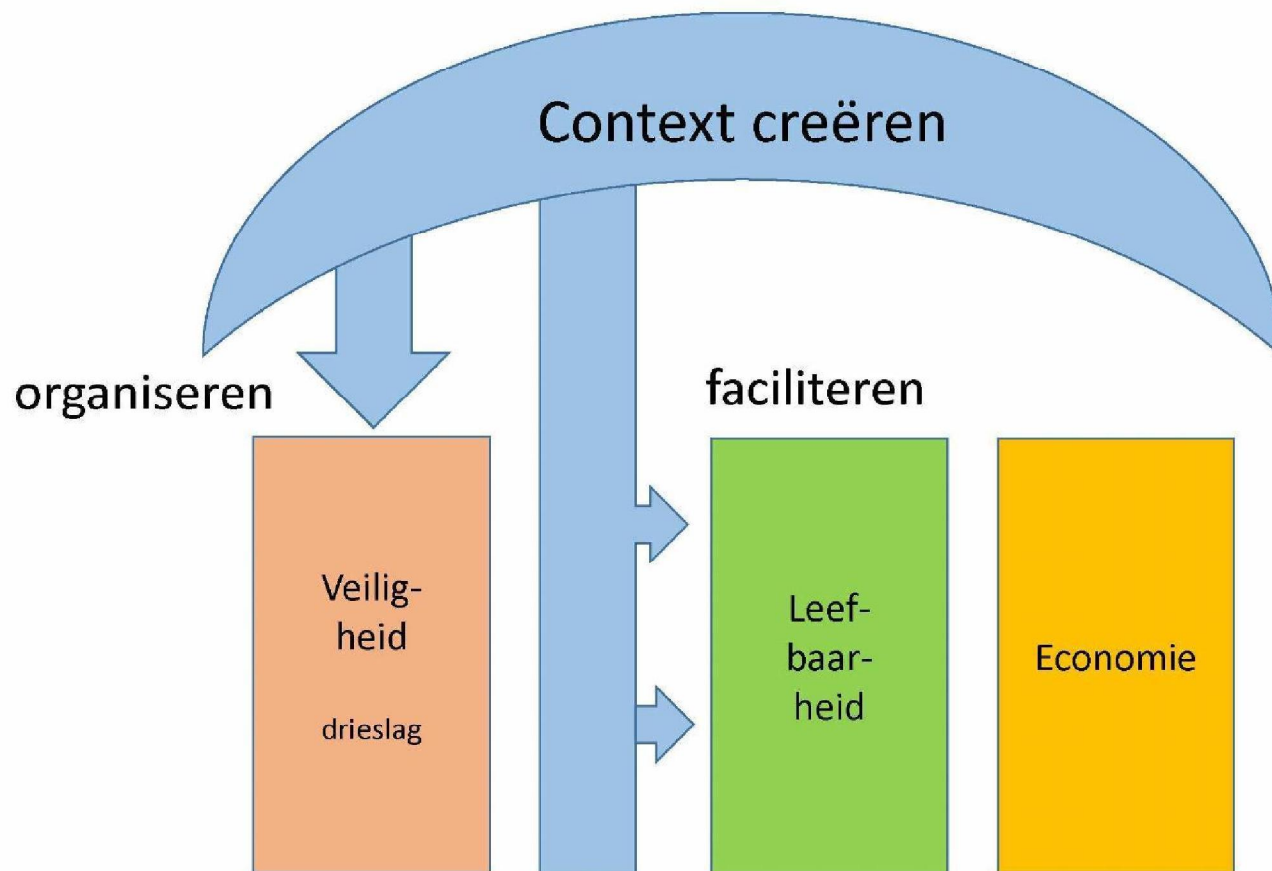 Context creëren
organiseren
faciliteren
Veilig-
heid
drieslag
Leef-
baar-
heid
Economie